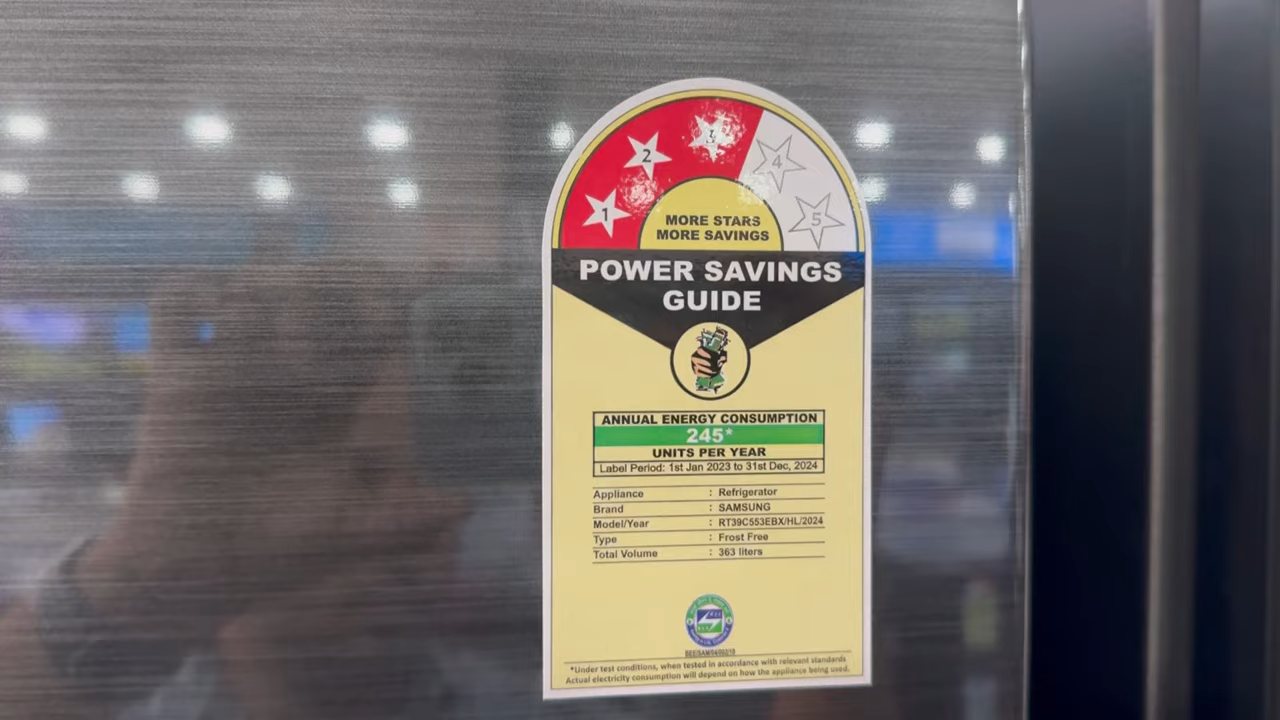 1 2 3 4 5
MORE STARS
MORE SAVINGS
POWER SAVINGS
GUIDE
ANNUAL ENERGY CONSUMPTION
245*
UNITS PER YEAR
Label Period: 1st Jan 2023 to 31st Dec, 2024
Appliance : Refrigerator
Brand : SAMSUNG
Model/Year : RT39C553EBX/HL/2024
Type : Frost Free
Total Volume : 363 liters
*Under test conditions, when tested in accordance with relevant standards
Actual electricity consumption will depend on how the appliance being used.